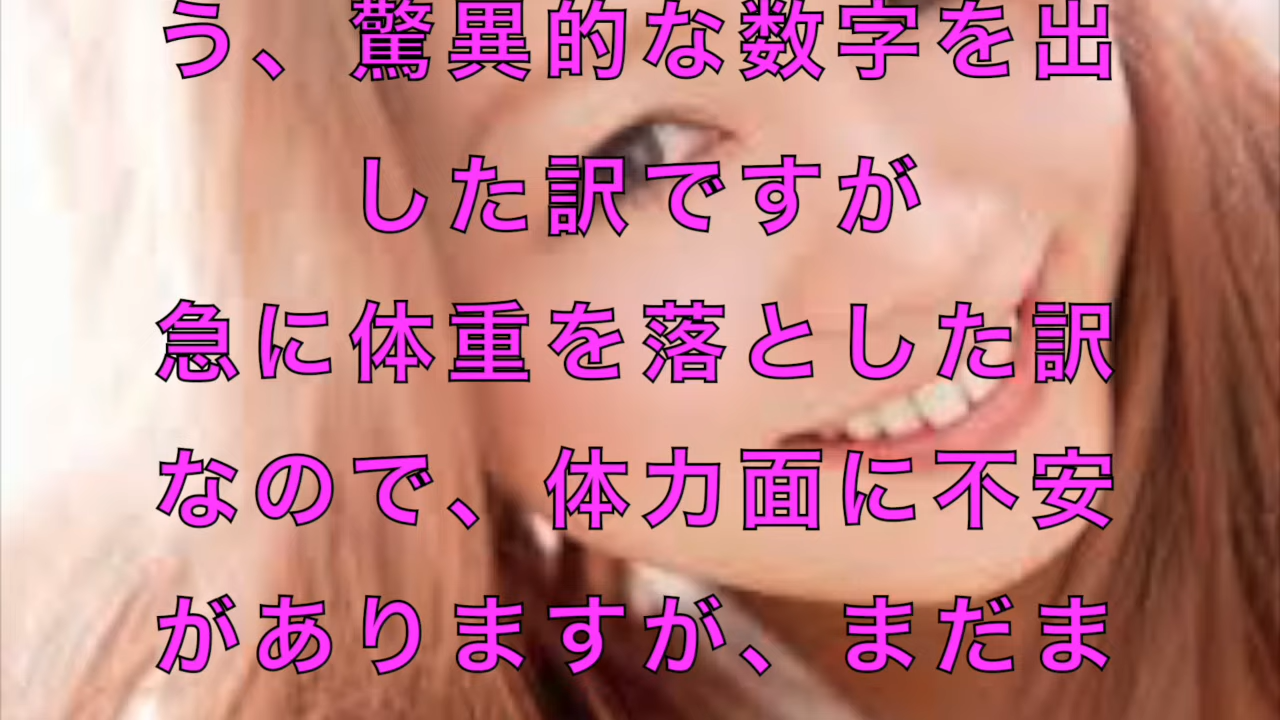 う、驚異的な数字を出
した訳ですが
急に体重を落とした訳
なので、体力面に不安
がありますが、まだま